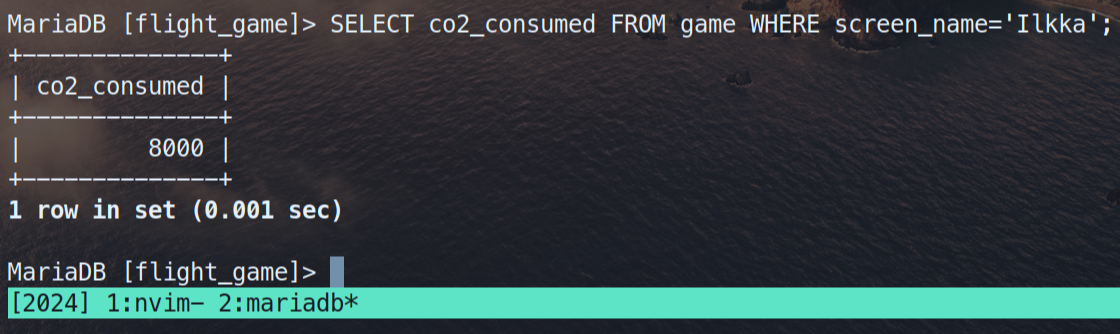 MariaDB [flight_game]> SELECT co2_consumed FROM game WHERE screen_name='Ilkka';
+--------------+
| co2_consumed |
+--------------+
|         8000 |
+--------------+
1 row in set (0.001 sec)
MariaDB [flight_game]>
[2024] 1:nvim- 2:mariadb*